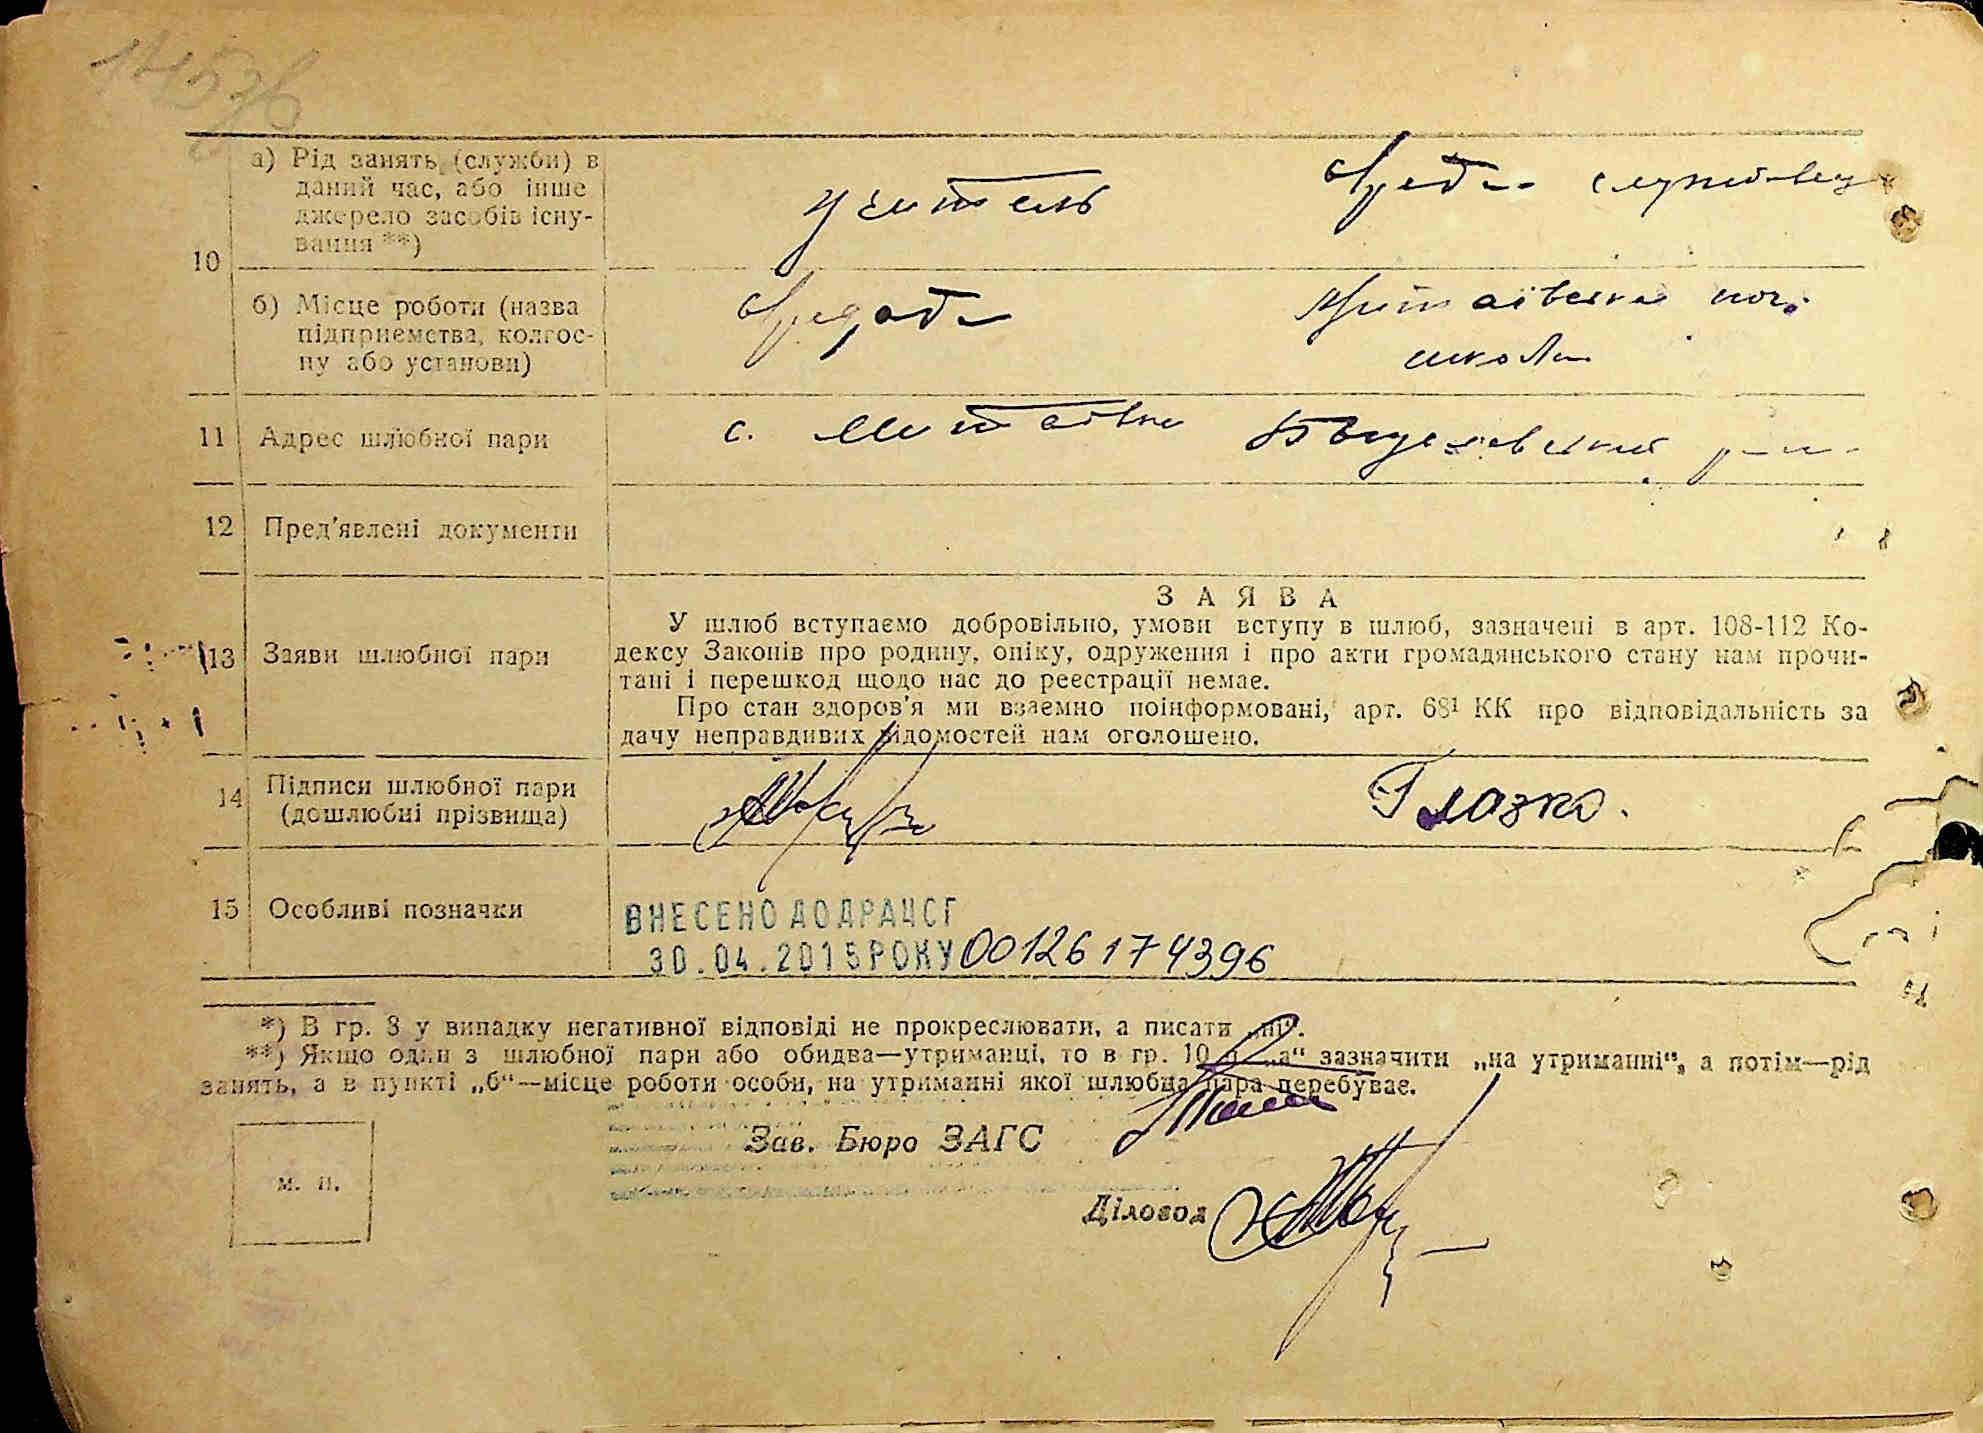 а) Рід занять (служби) в
даний час, або інше
джерело засобів існу-
вання **)
учитель
10
б) Місце роботи (назва
підприємства, колгос-
пу або установи)
школи
11 Адрес шлюбної пари
с. Митаівка
12 Пред'явлені документи
ЗАЯВА
У шлюб вступаємо добровільно, умови вступу в шлюб, зазначені в арт. 108-112 Ко-
13 Заяви шлюбної пари
дексу Законів про родину, опіку, одруження і про акти громадянського стану нам прочи-
тані і перешкод щодо нас до реєстрації немає.
Про стан здоров'я ми взаємно поінформовані, арт. 68¹ КК про відповідальність за
дачу неправдивих відомостей нам оголошено.
14 Підписи шлюбної пари
(дошлюбні прізвища)
Глазко.
15 Особливі позначки
ВНЕСЕНО ДО ДРАЦСГ
30.04.2015 РОКУ 00126174396
*) В гр. 3 у випадку негативної відповіді не прокреслювати, а писати „ні“.
**) Якщо один з шлюбної пари або обидва—утриманці, то в гр. 10 п. „а“ зазначити „на утриманні“, а потім—рід
занять, а в пункті „б“—місце роботи особи, на утриманні якої шлюбна пара перебуває.
Зав. Бюро ЗАГС
м. п.
Діловод